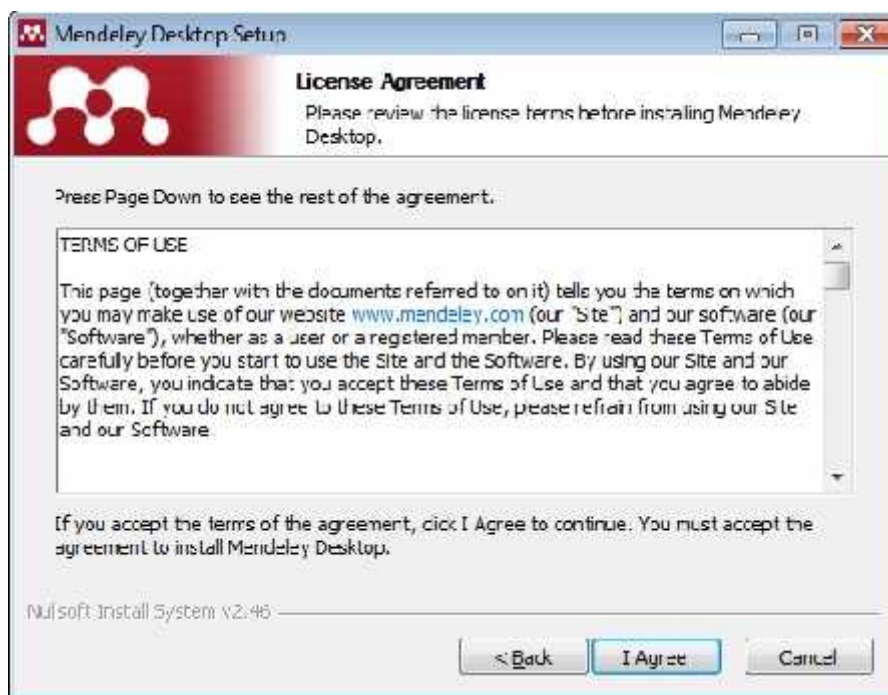 Mendeley Desktop Setup
License Agreement
Please review the license terms before installing Mendeley
Desktop.
Press Page Down to see the rest of the agreement.
TERMS OF USE
This page (together with the documents referred to on it) tells you the terms on which
you may make use of our website www.mendeley.com (our "Site") and our software (our
"Software"), whether as a user or a registered member. Please read these Terms of Use
carefully before you start to use the Site and the Software. By using our Site and our
Software, you indicate that you accept these Terms of Use and that you agree to abide
by them. If you do not agree to these Terms of Use, please refrain from using our Site
and our Software
If you accept the terms of the agreement, click I Agree to continue. You must accept the
agreement to install Mendeley Desktop.
Nullsoft Install System v2.46
< Back
I Agree
Cancel